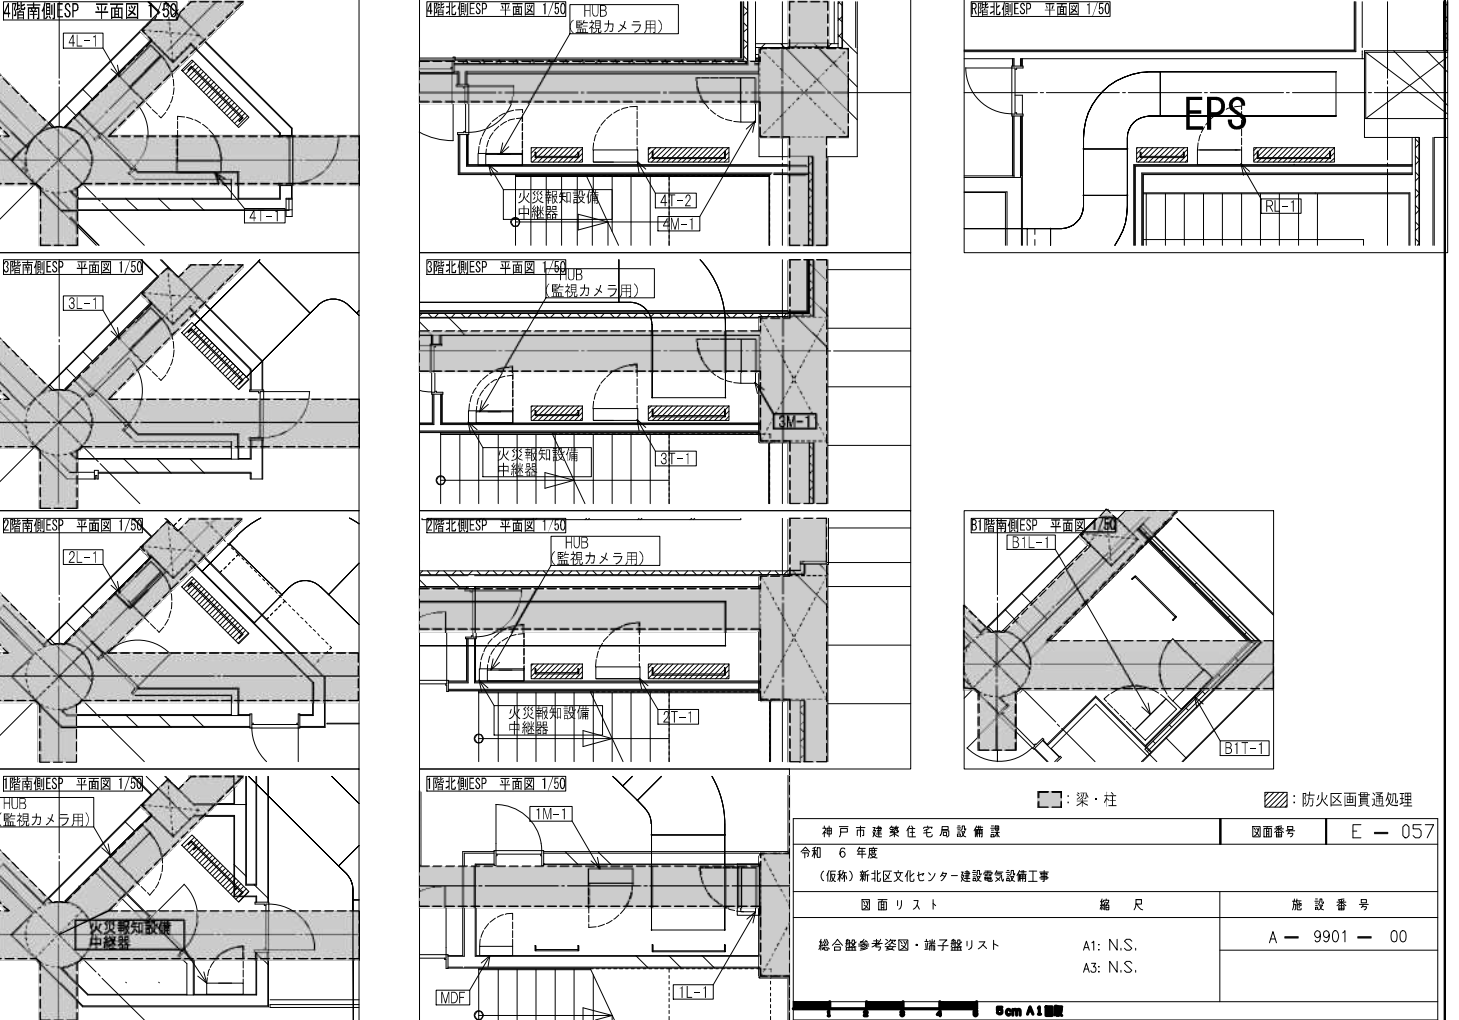 4階南側ESP 平面図 1/50
4L-1
4T-1
4階北側ESP 平面図 1/50
HUB
(監視カメラ用)
火災報知設備
中継器
4T-2
4M-1
R階北側ESP 平面図 1/50
EPS
RL-1
3階南側ESP 平面図 1/50
3L-1
3階北側ESP 平面図 1/50
HUB
(監視カメラ用)
火災報知設備
中継器
3T-1
3M-1
2階南側ESP 平面図 1/50
2L-1
2階北側ESP 平面図 1/50
HUB
(監視カメラ用)
火災報知設備
中継器
2T-1
B1階南側ESP 平面図 1/50
B1L-1
B1T-1
1階南側ESP 平面図 1/50
HUB
監視カメラ用)
火災報知設備
中継器
1階北側ESP 平面図 1/50
1M-1
MDF
1L-1
:梁・柱
:防火区画貫通処理
神戸市建築住宅局設備課
図面番号
E － 057
令和 6 年度
(仮称)新北区文化センター建設電気設備工事
図面リスト
縮 尺
施設番号
総合盤参考姿図・端子盤リスト
A1: N.S.
A3: N.S.
A － 9901 － 00
1 2 3 4 5
5cm A1